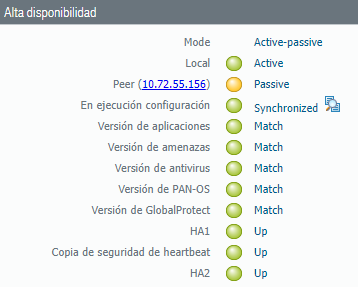 Alta disponibilidad
Mode Active-passive
Local Active
Peer (10.72.55.156) Passive
En ejecución configuración Synchronized
Versión de aplicaciones Match
Versión de amenazas Match
Versión de antivirus Match
Versión de PAN-OS Match
Versión de GlobalProtect Match
HA1 Up
Copia de seguridad de heartbeat Up
HA2 Up